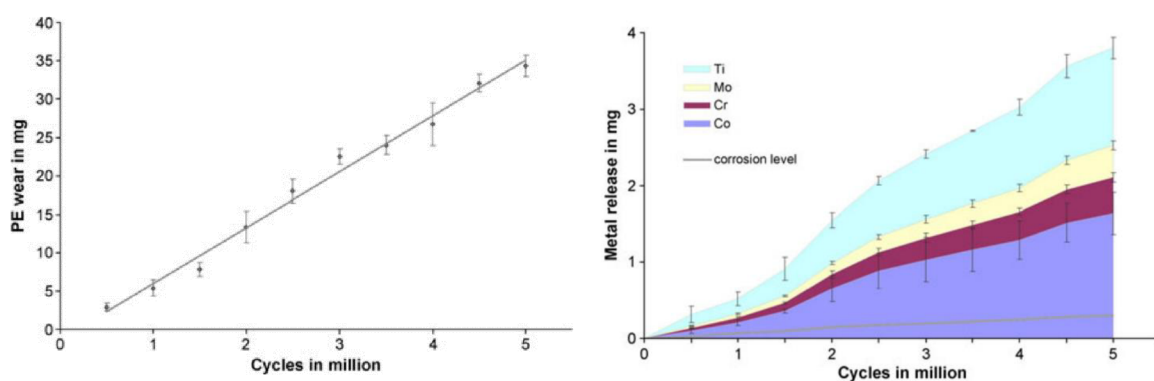 PE wear in mg
40
35
30
25
20
15
10
5
0
0 1 2 3 4 5
Cycles in million
Metal release in mg
4
3
2
1
0
Ti
Mo
Cr
Co
corrosion level
0 1 2 3 4 5
Cycles in million